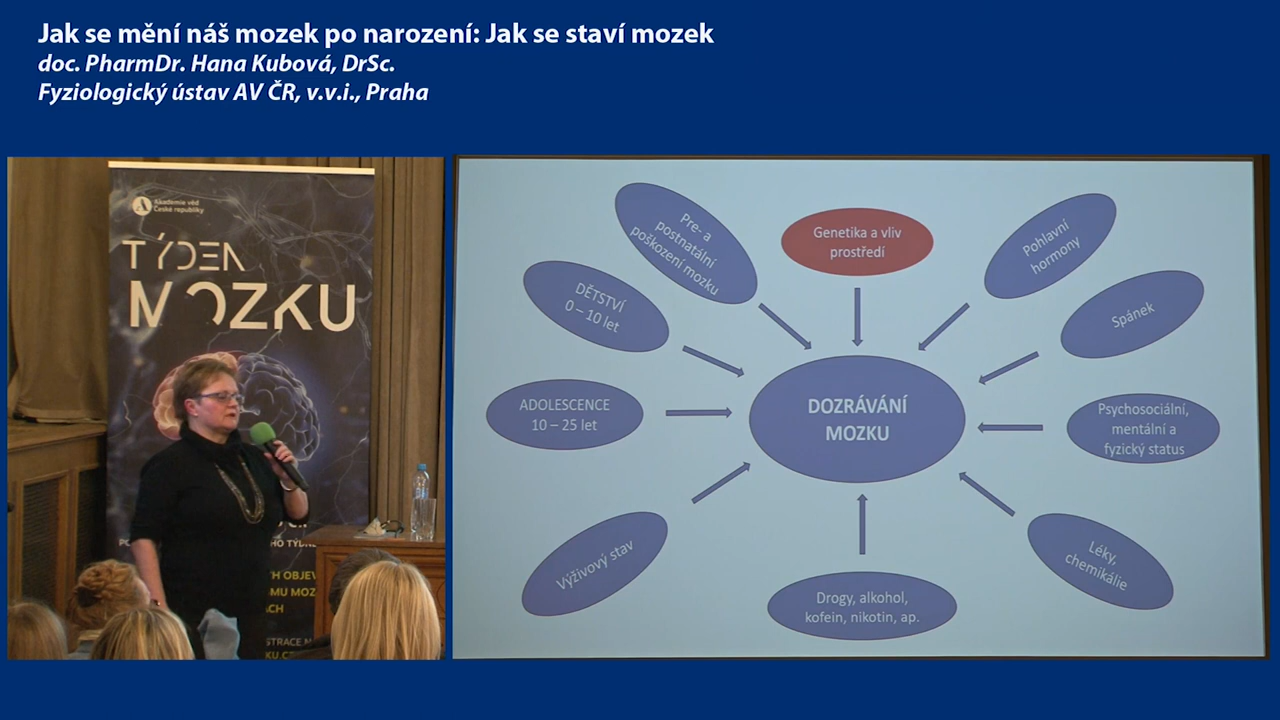 Jak se mění náš mozek po narození: Jak se staví mozek
doc. PharmDr. Hana Kubová, DrSc.
Fyziologický ústav AV ČR, v.v.i., Praha
Akademie věd
České republiky
TÝDEN
MOZKU
Pre- a
postnatální
poškození mozku
Genetika a vliv
prostředí
Pohlavní
hormony
DĚTSTVÍ
0 – 10 let
Spánek
ADOLESCENCE
10 – 25 let
DOZRÁVÁNÍ
MOZKU
Psychosociální,
mentální a
fyzický status
Výživový stav
Drogy, alkohol,
kofein, nikotin, ap.
Léky,
chemikálie